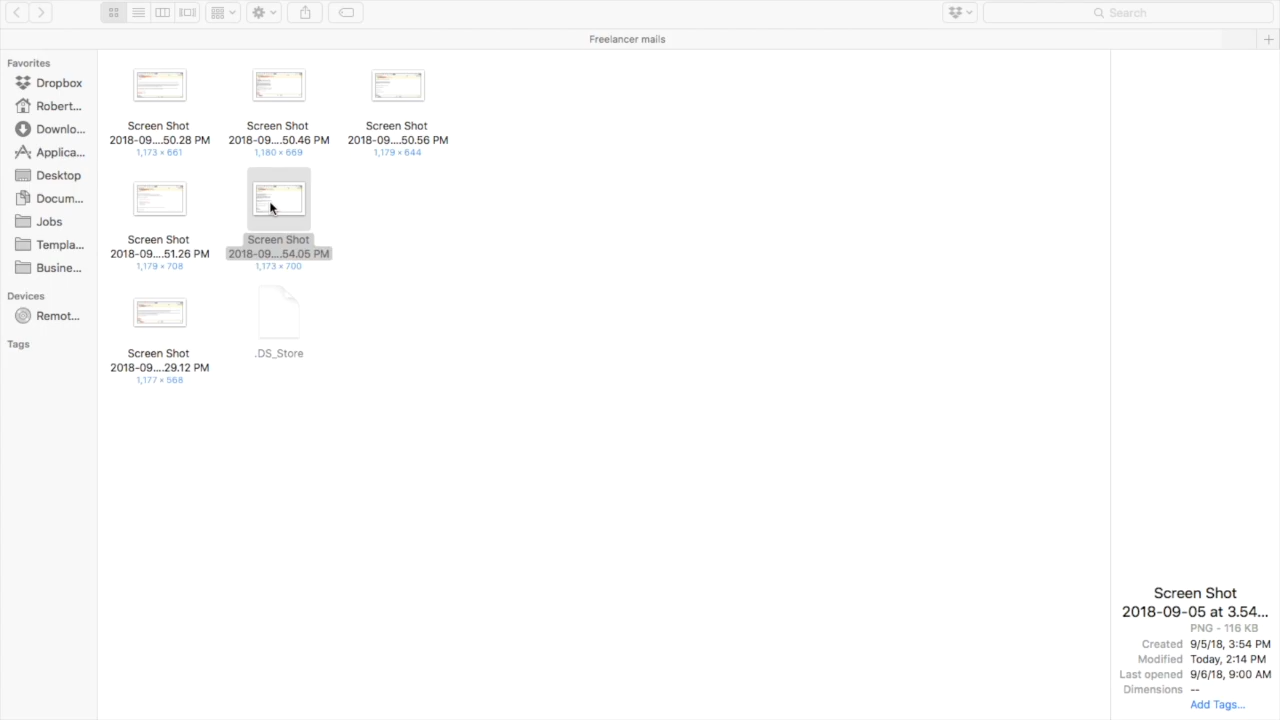 Search
Freelancer mails
Favorites
Dropbox
Robert...
Downlo...
Applica...
Desktop
Docum...
Jobs
Templa...
Busine...
Devices
Remot...
Tags
Screen Shot
2018-09....50.28 PM
1,173 × 661
Screen Shot
2018-09....50.46 PM
1,180 × 669
Screen Shot
2018-09....50.56 PM
1,179 × 644
Screen Shot
2018-09....51.26 PM
1,179 × 708
Screen Shot
2018-09....54.05 PM
1,173 × 700
Screen Shot
2018-09....29.12 PM
1,177 × 568
.DS_Store
Screen Shot
2018-09-05 at 3.54...
PNG - 116 KB
Created 9/5/18, 3:54 PM
Modified Today, 2:14 PM
Last opened 9/6/18, 9:00 AM
Dimensions --
Add Tags...